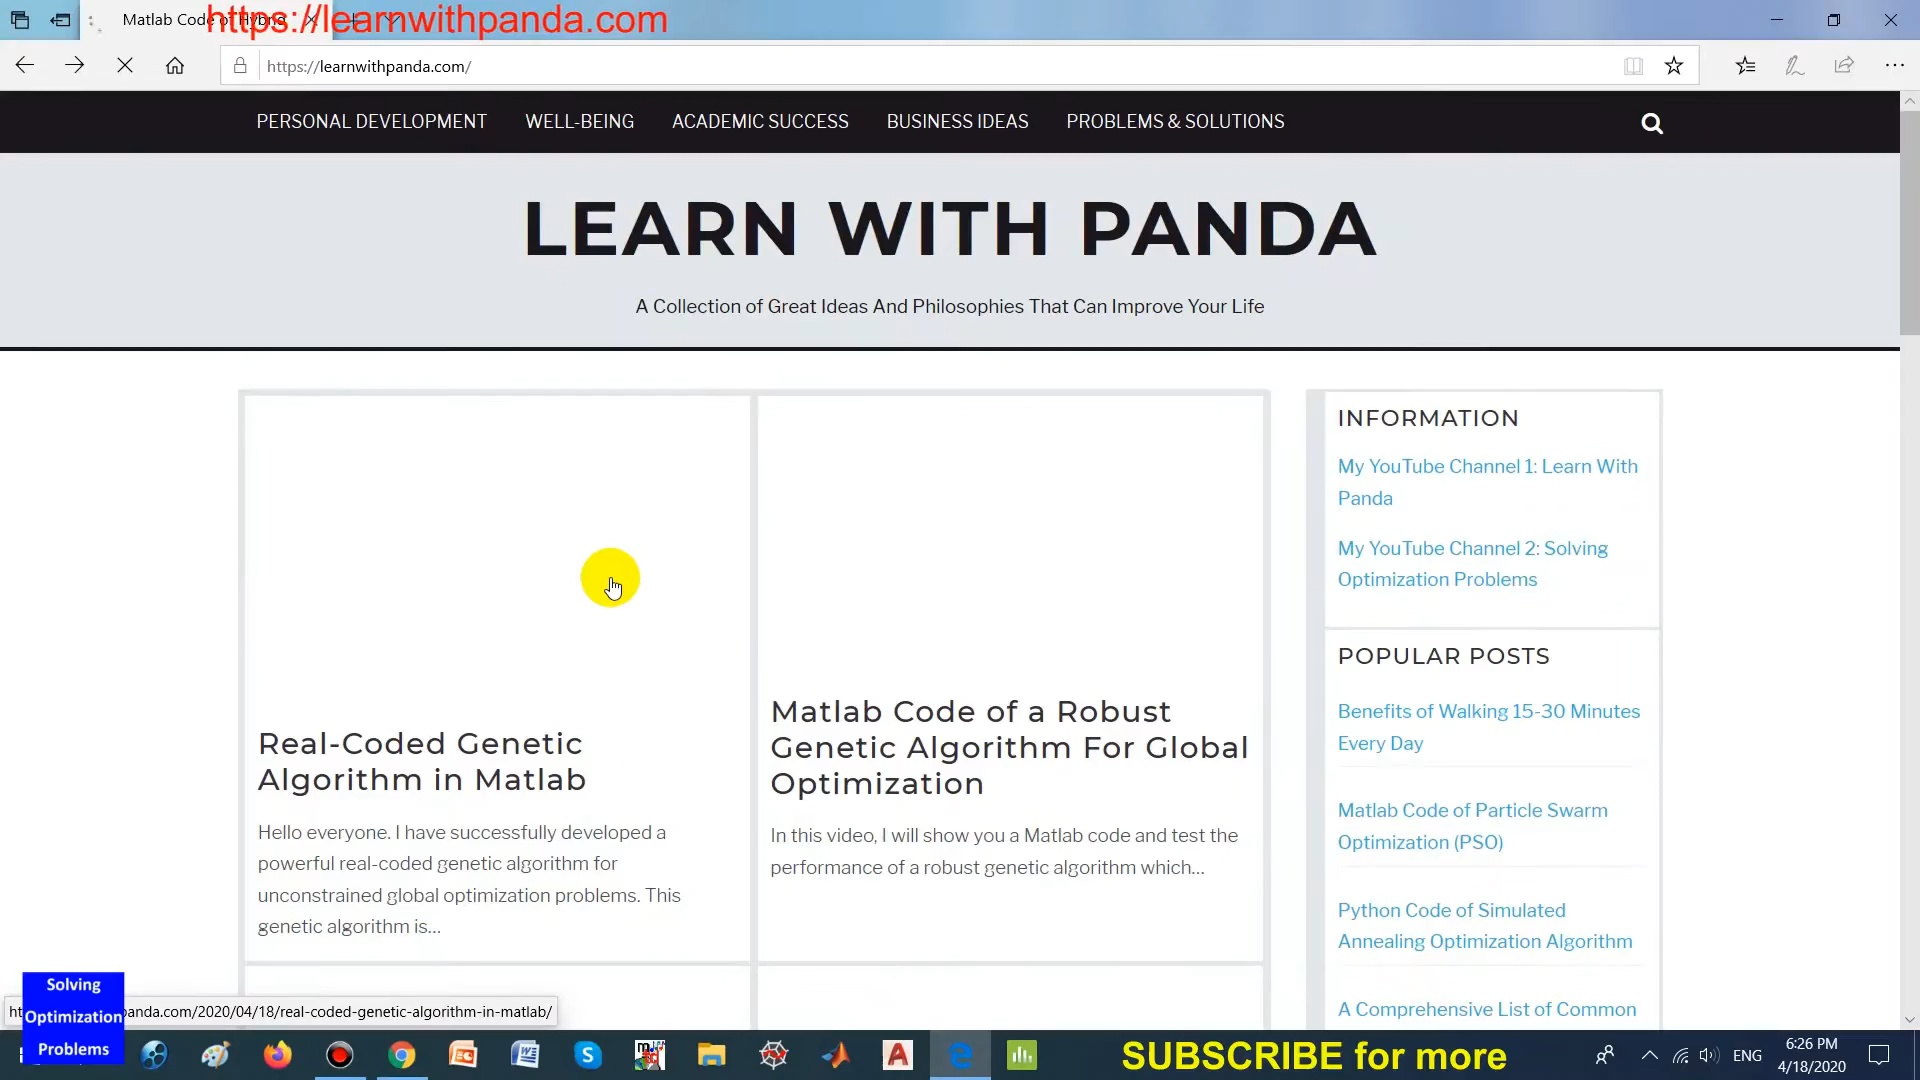 Matlab Code of Hybrid
https://learnwithpanda.com
https://learnwithpanda.com/
PERSONAL DEVELOPMENT WELL-BEING ACADEMIC SUCCESS BUSINESS IDEAS PROBLEMS & SOLUTIONS
LEARN WITH PANDA
A Collection of Great Ideas And Philosophies That Can Improve Your Life
Real-Coded Genetic
Algorithm in Matlab
Hello everyone. I have successfully developed a
powerful real-coded genetic algorithm for
unconstrained global optimization problems. This
genetic algorithm is...
Matlab Code of a Robust
Genetic Algorithm For Global
Optimization
In this video, I will show you a Matlab code and test the
performance of a robust genetic algorithm which...
INFORMATION
My YouTube Channel 1: Learn With
Panda
My YouTube Channel 2: Solving
Optimization Problems
POPULAR POSTS
Benefits of Walking 15-30 Minutes
Every Day
Matlab Code of Particle Swarm
Optimization (PSO)
Python Code of Simulated
Annealing Optimization Algorithm
A Comprehensive List of Common
Solving
Optimization
Problems
panda.com/2020/04/18/real-coded-genetic-algorithm-in-matlab/
SUBSCRIBE for more
ENG
6:26 PM
4/18/2020